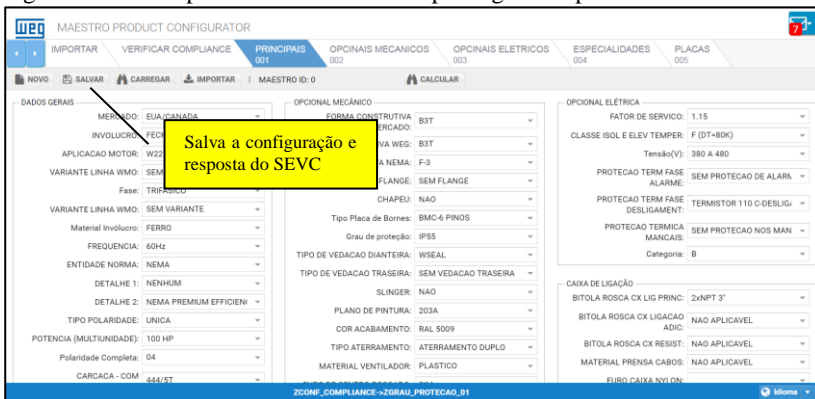 WEG MAESTRO PRODUCT CONFIGURATOR 7
IMPORTAR VERIFICAR COMPLIANCE PRINCIPAIS 001 OPCINAIS MECANICOS 002 OPCINAIS ELETRICOS 003 ESPECIALIDADES 004 PLACAS 005
NOVO SALVAR CARREGAR IMPORTAR | MAESTRO ID: 0 CALCULAR
DADOS GERAIS
MERCADO: EUA/CANADA
INVOLUCRO:
APLICACAO MOTOR: W22
VARIANTE LINHA WMO: SEM
Fase: TRIFASICO
VARIANTE LINHA WMO: SEM VARIANTE
Material Invólucro: FERRO
FREQUENCIA: 60Hz
ENTIDADE NORMA: NEMA
DETALHE 1: NENHUM
DETALHE 2: NEMA PREMIUM EFFICIEN
TIPO POLARIDADE: UNICA
POTENCIA (MULTIUNIDADE): 100 HP
Polaridade Completa: 04
CARCACA - COM 444/5T
Salva a configuração e
resposta do SEVC
OPCIONAL MECÂNICO
FORMA CONSTRUTIVA
MERCADO: B3T
WEG: B3T
NEMA: F-3
FLANGE: SEM FLANGE
CHAPEU: NAO
Tipo Placa de Bornes: BMC-6 PINOS
Grau de proteção: IP55
TIPO DE VEDACAO DIANTEIRA: WSEAL
TIPO DE VEDACAO TRASEIRA: SEM VEDACAO TRASEIRA
SLINGER: NAO
PLANO DE PINTURA: 203A
COR ACABAMENTO: RAL 5009
TIPO ATERRAMENTO: ATERRAMENTO DUPLO
MATERIAL VENTILADOR: PLASTICO
OPCIONAL ELÉTRICA
FATOR DE SERVICO: 1.15
CLASSE ISOL E ELEV TEMPER: F (DT=80K)
Tensão(V): 380 A 480
PROTECAO TERM FASE
ALARME: SEM PROTECAO DE ALARM
PROTECAO TERM FASE
DESLIGAMENT: TERMISTOR 110 C-DESLIG
PROTECAO TERMICA
MANCAIS: SEM PROTECAO NOS MAN
Categoria: B
CAIXA DE LIGAÇÃO
BITOLA ROSCA CX LIG PRINC: 2xNPT 3"
BITOLA ROSCA CX LIGACAO
ADIC: NAO APLICAVEL
BITOLA ROSCA CX RESIST: NAO APLICAVEL
MATERIAL PRENSA CABOS: NAO APLICAVEL
FURO CAIXA NYLON:
ZCONF_COMPLIANCE->ZGRAU_PROTECAO_01 Idioma